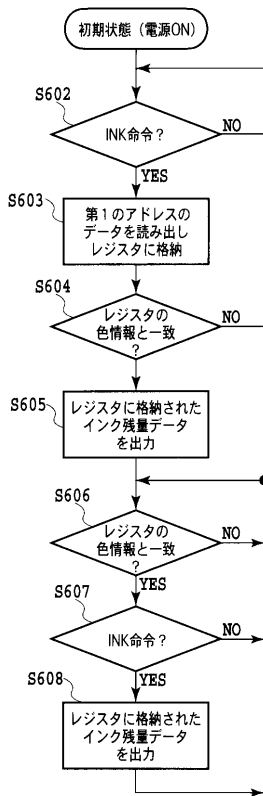 初期状態（電源ON）
S602
INK命令？
NO
YES
S603
第１のアドレスの
データを読み出し
レジスタに格納
S604
レジスタの
色情報と一致
？
NO
S605
レジスタに格納された
インク残量データ
を出力
S606
レジスタの
色情報と一致
？
NO
YES
S607
INK命令？
NO
YES
S608
レジスタに格納された
インク残量データ
を出力